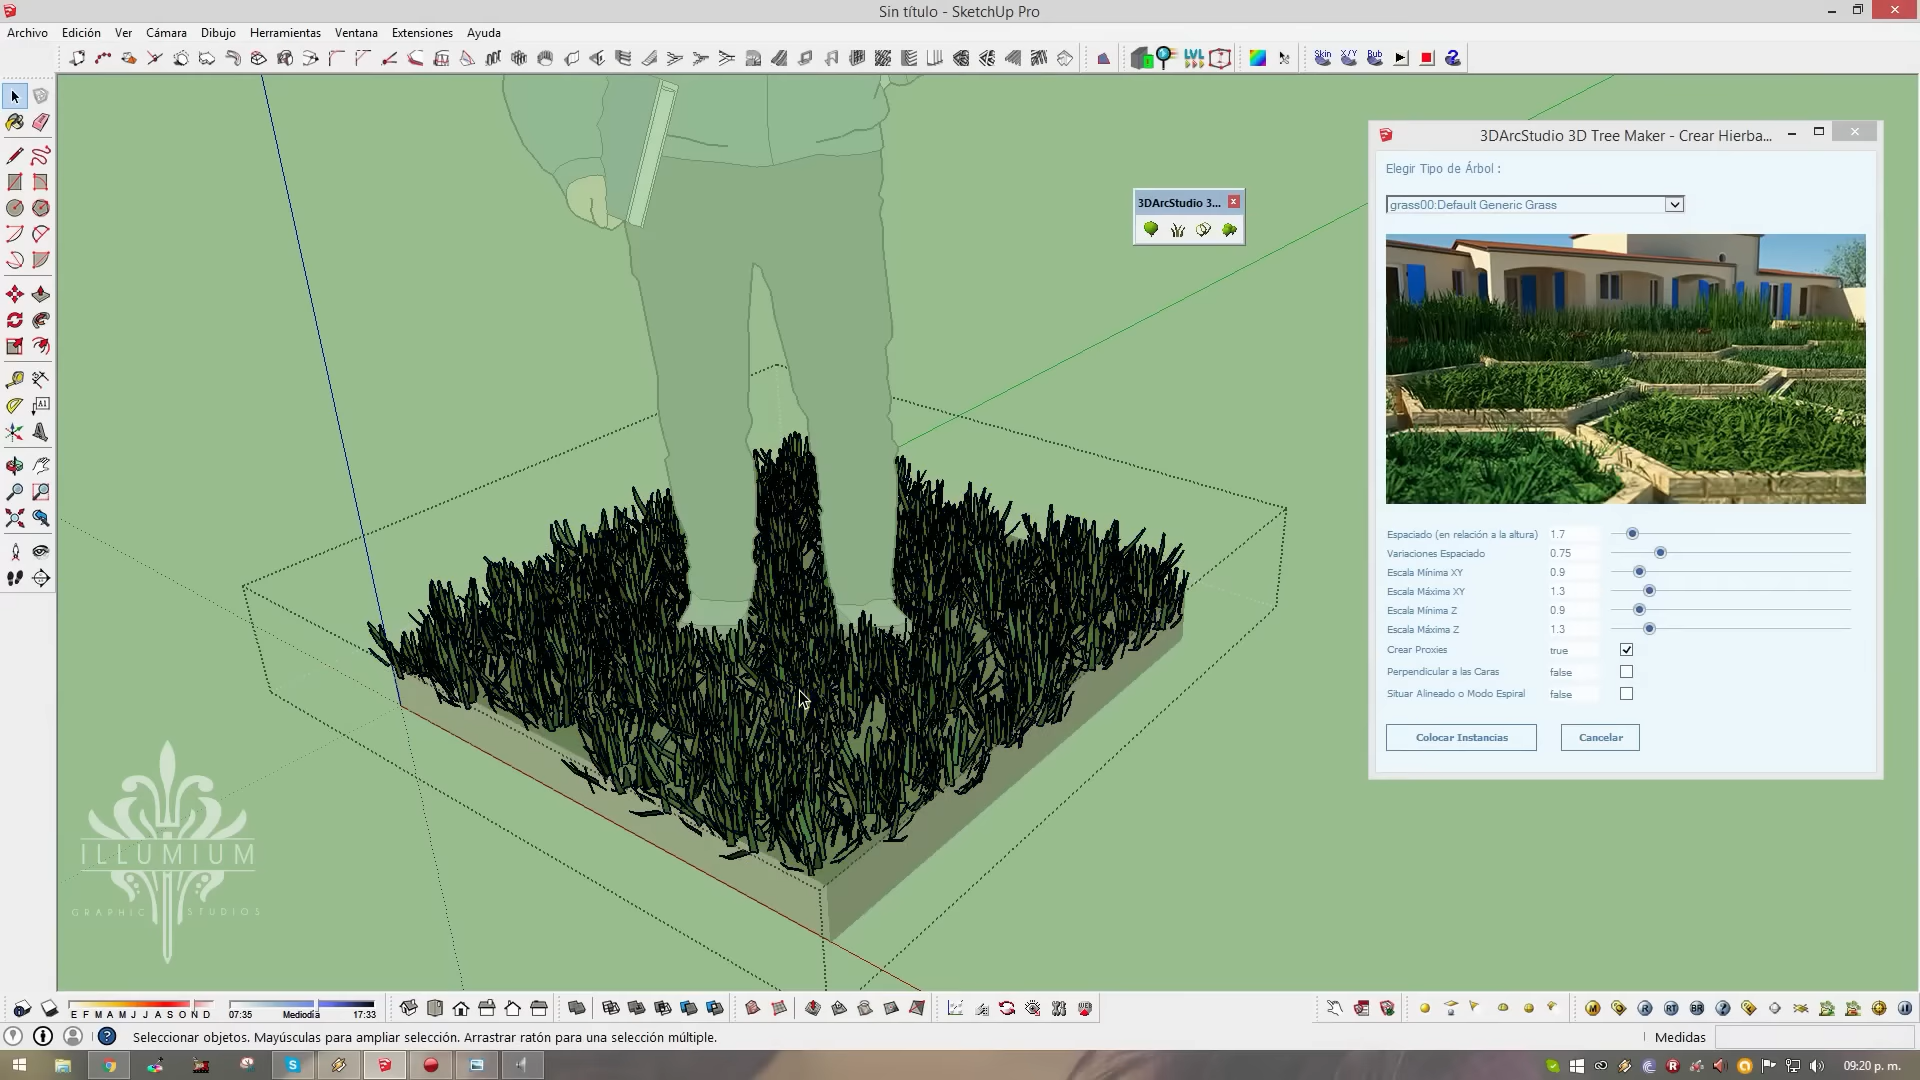 Sin título - SketchUp Pro
Archivo Edición Ver Cámara Dibujo Herramientas Ventana Extensiones Ayuda
LVL Skin X/Y Bub
3DArcStudio 3D Tree Maker - Crear Hierba...
Elegir Tipo de Árbol :
grass00:Default Generic Grass
3DArcStudio 3...
A1
Espaciado (en relación a la altura) 1.7
Variaciones Espaciado 0.75
Escala Mínima XY 0.9
Escala Máxima XY 1.3
Escala Mínima Z 0.9
Escala Máxima Z 1.3
Crear Proxies true
Perpendicular a las Caras false
Situar Alineado o Modo Espiral false
Colocar Instancias Cancelar
ILLUMIUM
GRAPHIC STUDIOS
E F M A M J J A S O N D 07:35 Mediodía 17:33
Seleccionar objetos. Mayúsculas para ampliar selección. Arrastrar ratón para una selección múltiple.
Medidas
09:20 p. m.